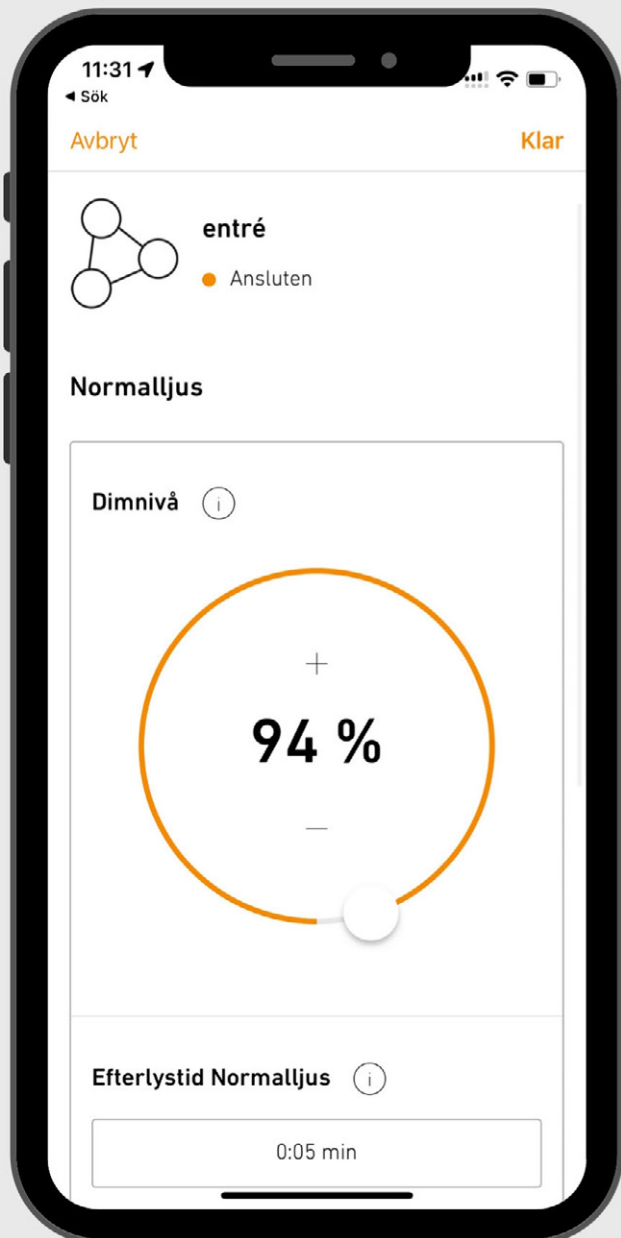 11:31
◀ Sök
Avbryt
Klar
entré
Ansluten
Normalljus
Dimnivå i
+
94 %
—
Efterlystid Normalljus i
0:05 min